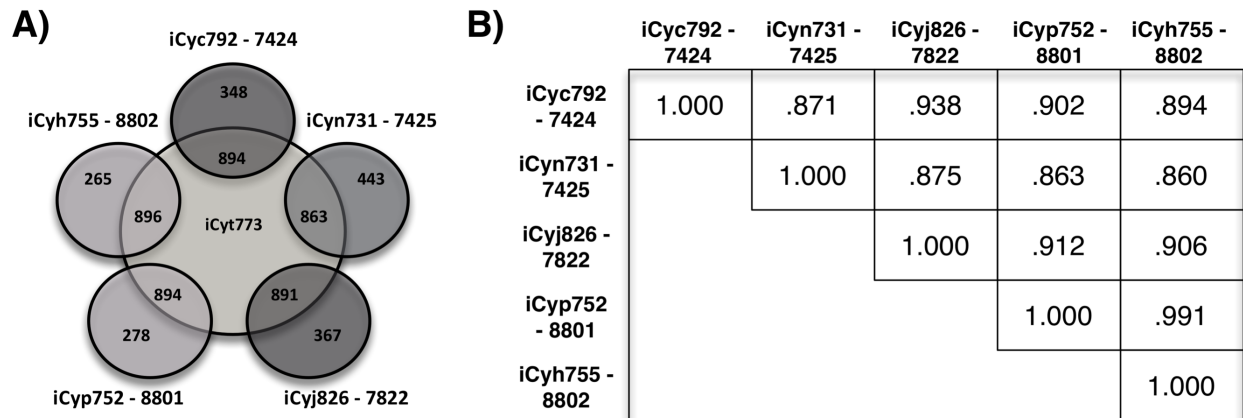 A)
iCyc792 - 7424
348
iCyh755 - 8802
iCyn731 - 7425
894
265
443
896
iCyt773
863
894
891
278
367
iCyp752 - 8801
iCyj826 - 7822
B)
iCyc792 -
7424
iCyn731 -
7425
iCyj826 -
7822
iCyp752 -
8801
iCyh755 -
8802
iCyc792
- 7424
1.000 .871 .938 .902 .894
iCyn731 -
7425
1.000 .875 .863 .860
iCyj826 -
7822
1.000 .912 .906
iCyp752
- 8801
1.000 .991
iCyh755 -
8802
1.000